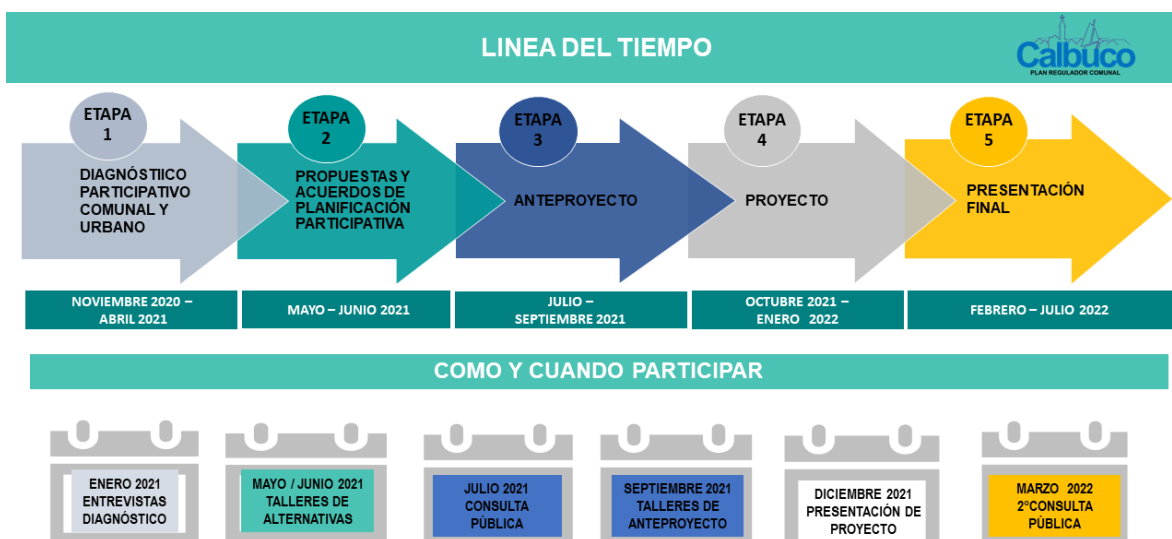 LINEA DEL TIEMPO
Calbuco
PLAN REGULADOR COMUNAL
ETAPA
1
DIAGNÓSTIICO
PARTICIPATIVO
COMUNAL Y
URBANO
ETAPA
2
PROPUESTAS Y
ACUERDOS DE
PLANIFICACIÓN
PARTICIPATIVA
ETAPA
3
ANTEPROYECTO
ETAPA
4
PROYECTO
ETAPA
5
PRESENTACIÓN
FINAL
NOVIEMBRE 2020 –
ABRIL 2021
MAYO – JUNIO 2021
JULIO –
SEPTIEMBRE 2021
OCTUBRE 2021 –
ENERO 2022
FEBRERO – JULIO 2022
COMO Y CUANDO PARTICIPAR
ENERO 2021
ENTREVISTAS
DIAGNÓSTICO
MAYO / JUNIO 2021
TALLERES DE
ALTERNATIVAS
JULIO 2021
CONSULTA
PÚBLICA
SEPTIEMBRE 2021
TALLERES DE
ANTEPROYECTO
DICIEMBRE 2021
PRESENTACIÓN DE
PROYECTO
MARZO 2022
2°CONSULTA
PÚBLICA